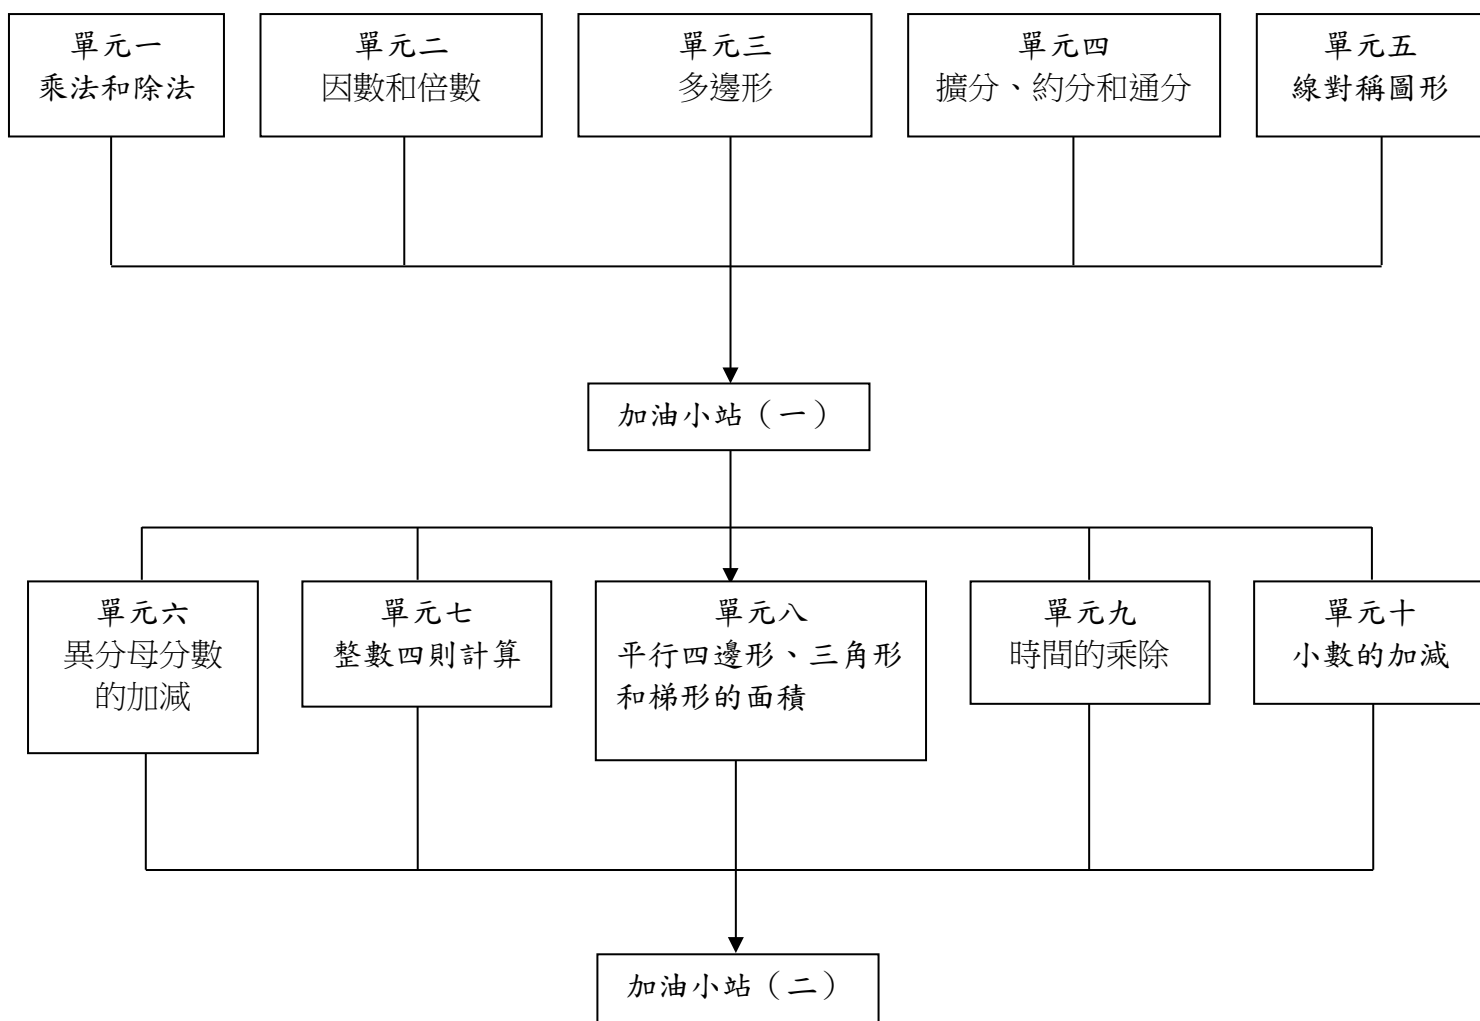 單元一
乘法和除法
單元二
因數和倍數
單元三
多邊形
單元四
擴分、約分和通分
單元五
線對稱圖形
加油小站（一）
單元六
異分母分數
的加減
單元七
整數四則計算
單元八
平行四邊形、三角形
和梯形的面積
單元九
時間的乘除
單元十
小數的加減
加油小站（二）